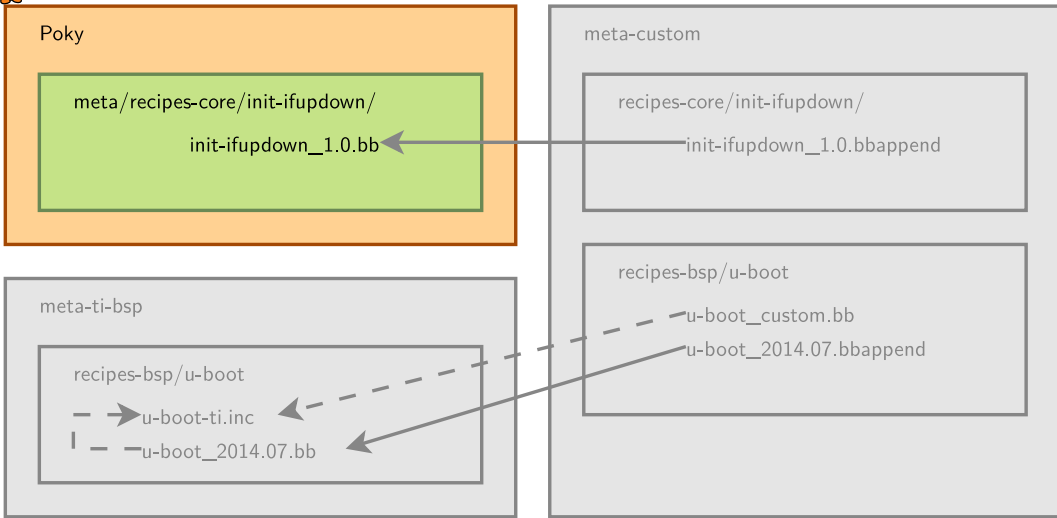 Poky
meta/recipes-core/init-ifupdown/
init-ifupdown_1.0.bb
meta-custom
recipes-core/init-ifupdown/
init-ifupdown_1.0.bbappend
recipes-bsp/u-boot
u-boot_custom.bb
u-boot_2014.07.bbappend
meta-ti-bsp
recipes-bsp/u-boot
u-boot-ti.inc
u-boot_2014.07.bb